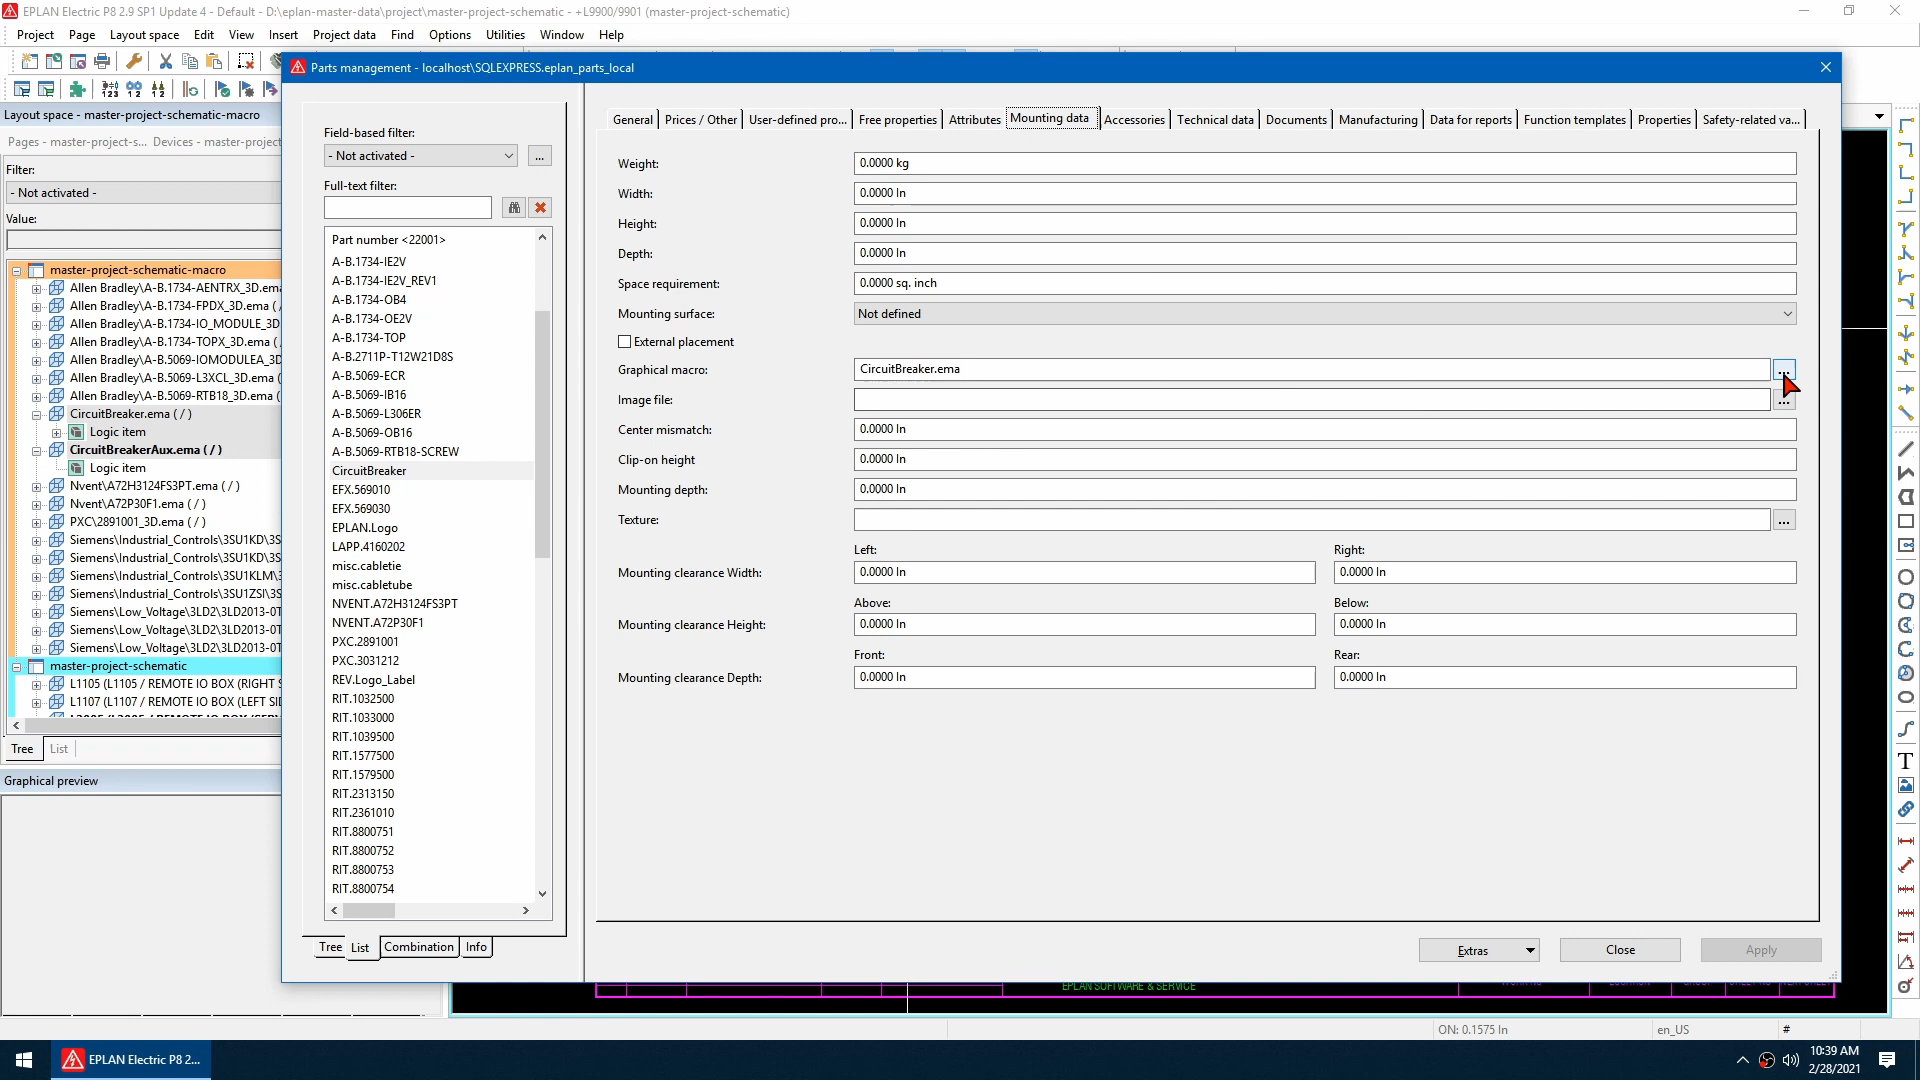 EPLAN Electric P8 2.9 SP1 Update 4 - Default - D:\eplan-master-data\project\master-project-schematic - +L9900/9901 (master-project-schematic)
Project Page Layout space Edit View Insert Project data Find Options Utilities Window Help
Parts management - localhost\SQLEXPRESS.eplan_parts_local
Layout space - master-project-schematic-macro
Pages - master-project-s... Devices - master-project
Filter:
- Not activated -
Value:
master-project-schematic-macro
Allen Bradley\A-B.1734-AENTRX_3D.ema
Allen Bradley\A-B.1734-FPDX_3D.ema (
Allen Bradley\A-B.1734-IO_MODULE_3D
Allen Bradley\A-B.1734-TOPX_3D.ema (
Allen Bradley\A-B.5069-IOMODULEA_3D
Allen Bradley\A-B.5069-L3XCL_3D.ema (
Allen Bradley\A-B.5069-RTB18_3D.ema (
CircuitBreaker.ema ( / )
Logic item
CircuitBreakerAux.ema ( / )
Logic item
Nvent\A72H3124FS3PT.ema ( / )
Nvent\A72P30F1.ema ( / )
PXC\2891001_3D.ema ( / )
Siemens\Industrial_Controls\3SU1KD\3S
Siemens\Industrial_Controls\3SU1KD\3S
Siemens\Industrial_Controls\3SU1KLM\3
Siemens\Industrial_Controls\3SU1ZSI\3S
Siemens\Low_Voltage\3LD2\3LD2013-0T
Siemens\Low_Voltage\3LD2\3LD2013-0T
Siemens\Low_Voltage\3LD2\3LD2013-0T
master-project-schematic
L1105 (L1105 / REMOTE IO BOX (RIGHT S
L1107 (L1107 / REMOTE IO BOX (LEFT SI
Tree List
Graphical preview
Field-based filter:
- Not activated -
...
Full-text filter:
Part number <22001>
A-B.1734-IE2V
A-B.1734-IE2V_REV1
A-B.1734-OB4
A-B.1734-OE2V
A-B.1734-TOP
A-B.2711P-T12W21D8S
A-B.5069-ECR
A-B.5069-IB16
A-B.5069-L306ER
A-B.5069-OB16
A-B.5069-RTB18-SCREW
CircuitBreaker
EFX.569010
EFX.569030
EPLAN.Logo
LAPP.4160202
misc.cabletie
misc.cabletube
NVENT.A72H3124FS3PT
NVENT.A72P30F1
PXC.2891001
PXC.3031212
REV.Logo_Label
RIT.1032500
RIT.1033000
RIT.1039500
RIT.1577500
RIT.1579500
RIT.2313150
RIT.2361010
RIT.8800751
RIT.8800752
RIT.8800753
RIT.8800754
Tree List Combination Info
General Prices / Other User-defined pro... Free properties Attributes Mounting data Accessories Technical data Documents Manufacturing Data for reports Function templates Properties Safety-related va...
Weight: 0.0000 kg
Width: 0.0000 In
Height: 0.0000 In
Depth: 0.0000 In
Space requirement: 0.0000 sq. inch
Mounting surface: Not defined
External placement
Graphical macro: CircuitBreaker.ema ...
Image file: ...
Center mismatch: 0.0000 In
Clip-on height 0.0000 In
Mounting depth: 0.0000 In
Texture: ...
Left: Right:
Mounting clearance Width: 0.0000 In 0.0000 In
Above: Below:
Mounting clearance Height: 0.0000 In 0.0000 In
Front: Rear:
Mounting clearance Depth: 0.0000 In 0.0000 In
Extras Close Apply
EPLAN SOFTWARE & SERVICE
ON: 0.1575 In en_US #
EPLAN Electric P8 2...
10:39 AM
2/28/2021